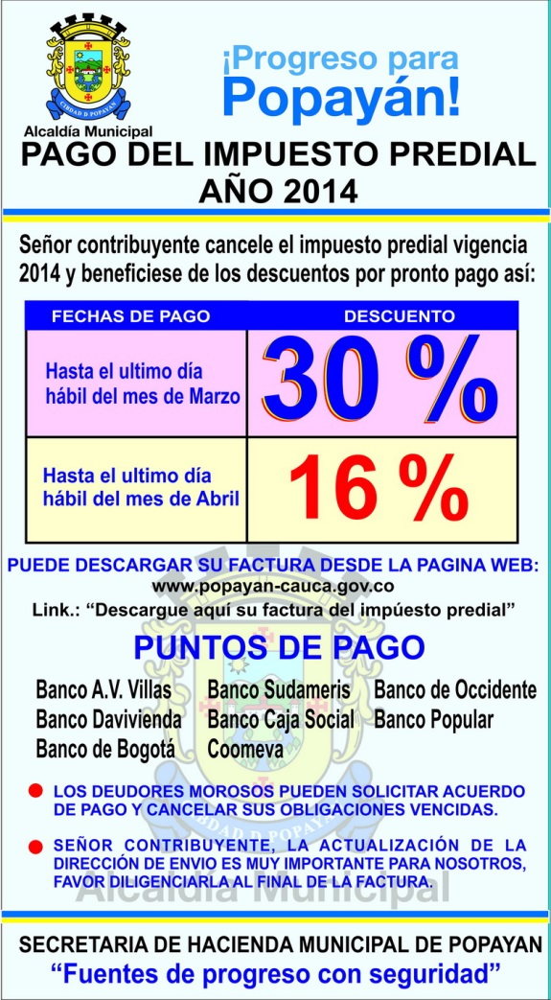 ¡Progreso para
Popayán!
CIBDAD D POPAYAN
Alcaldía Municipal
PAGO DEL IMPUESTO PREDIAL
AÑO 2014
Señor contribuyente cancele el impuesto predial vigencia
2014 y beneficiese de los descuentos por pronto pago así:
FECHAS DE PAGO DESCUENTO
Hasta el ultimo día
hábil del mes de Marzo
30 %
Hasta el ultimo día
hábil del mes de Abril
16 %
PUEDE DESCARGAR SU FACTURA DESDE LA PAGINA WEB:
www.popayan-cauca.gov.co
Link.: “Descargue aquí su factura del impúesto predial”
PUNTOS DE PAGO
Banco A.V. Villas Banco Sudameris Banco de Occidente
Banco Davivienda Banco Caja Social Banco Popular
Banco de Bogotá Coomeva
LOS DEUDORES MOROSOS PUEDEN SOLICITAR ACUERDO
DE PAGO Y CANCELAR SUS OBLIGACIONES VENCIDAS.
SEÑOR CONTRIBUYENTE, LA ACTUALIZACIÓN DE LA
DIRECCIÓN DE ENVIO ES MUY IMPORTANTE PARA NOSOTROS,
FAVOR DILIGENCIARLA AL FINAL DE LA FACTURA.
CIBDAD D POPAYAN
Alcaldía Municipal
SECRETARIA DE HACIENDA MUNICIPAL DE POPAYAN
“Fuentes de progreso con seguridad”